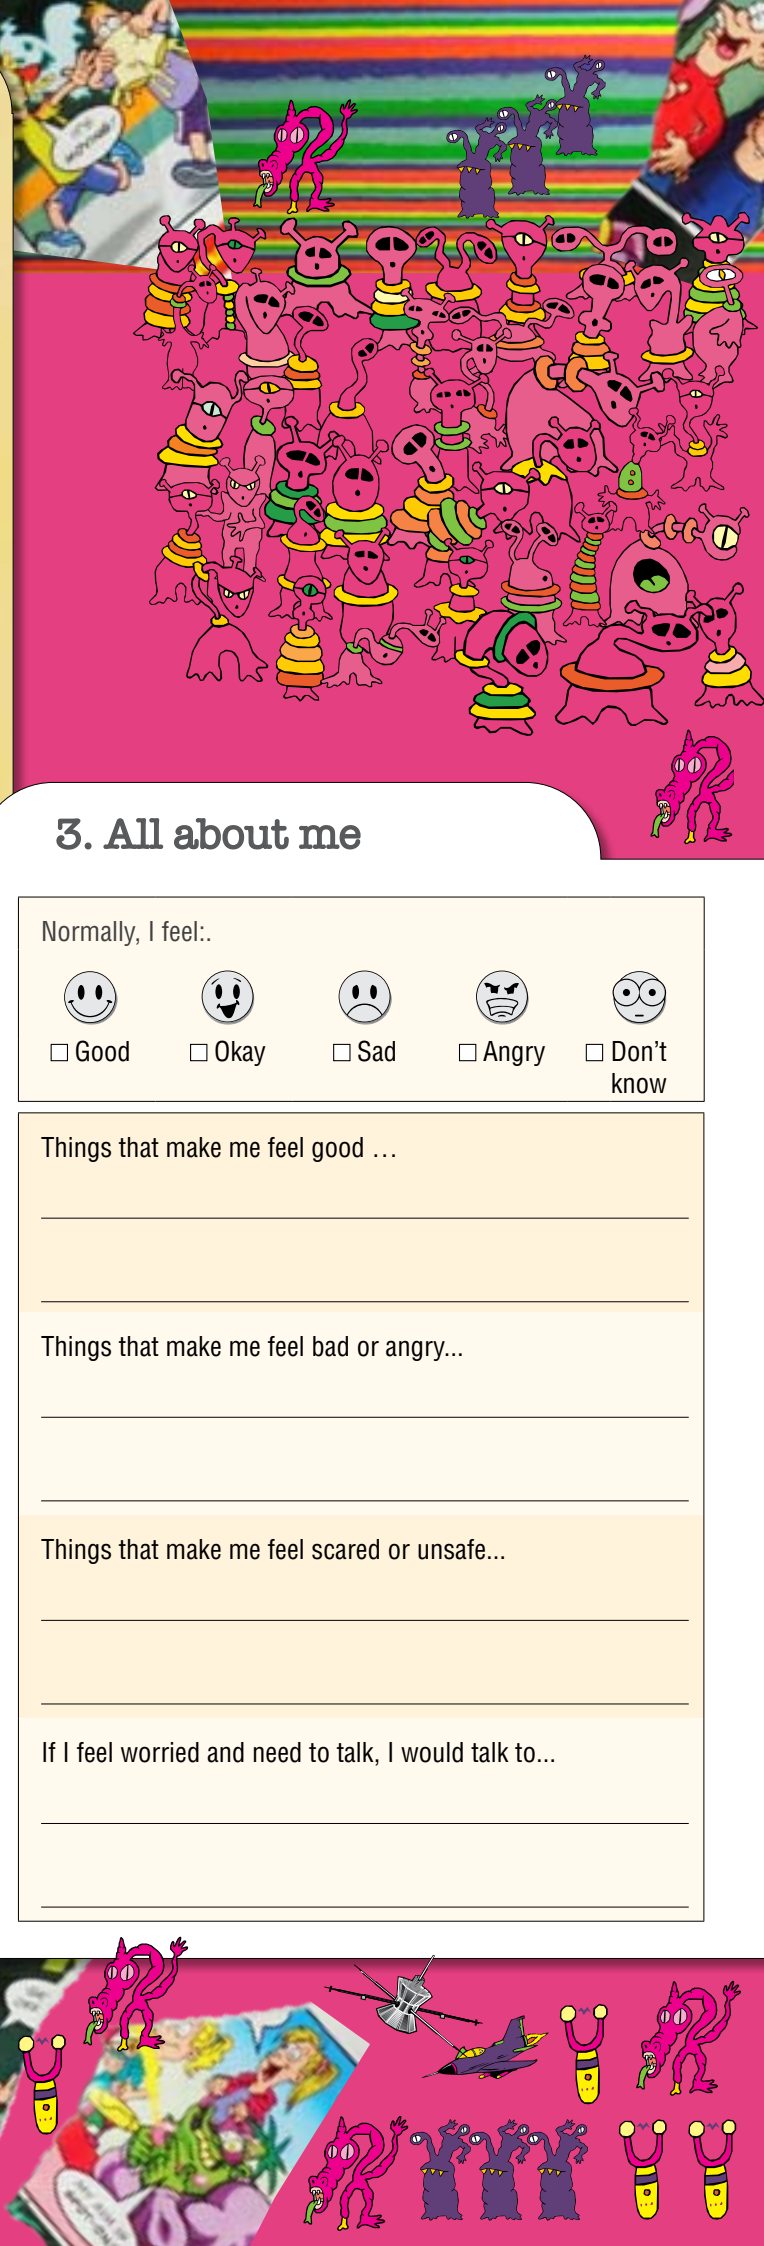 3. All about me
Normally, I feel:.
Good
Okay
Sad
Angry
Don't
know
Things that make me feel good …
Things that make me feel bad or angry...
Things that make me feel scared or unsafe...
If I feel worried and need to talk, I would talk to...